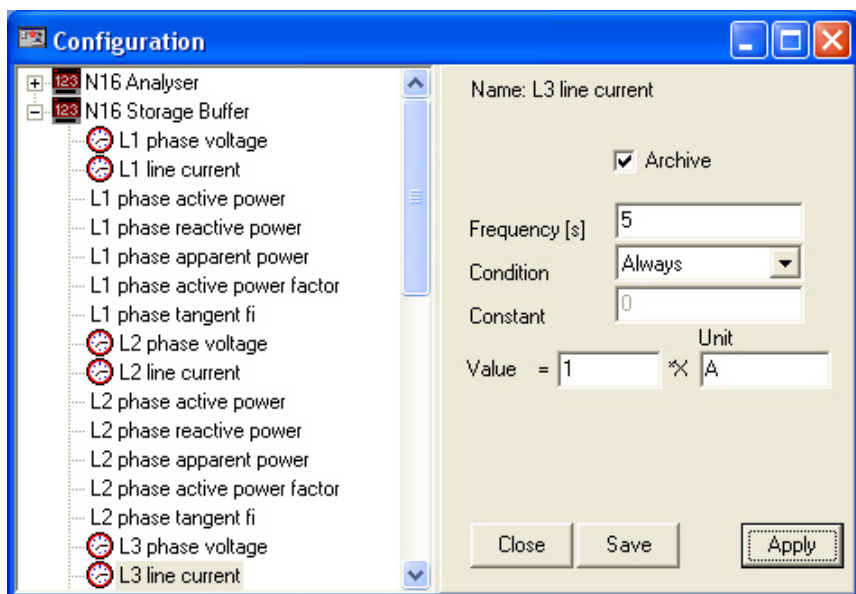 Configuration
123 N16 Analyser
123 N16 Storage Buffer
L1 phase voltage
L1 line current
L1 phase active power
L1 phase reactive power
L1 phase apparent power
L1 phase active power factor
L1 phase tangent fi
L2 phase voltage
L2 line current
L2 phase active power
L2 phase reactive power
L2 phase apparent power
L2 phase active power factor
L2 phase tangent fi
L3 phase voltage
L3 line current
Name: L3 line current
Archive
Frequency [s] 5
Condition Always
Constant 0
Unit
Value = 1 *X A
Close Save Apply